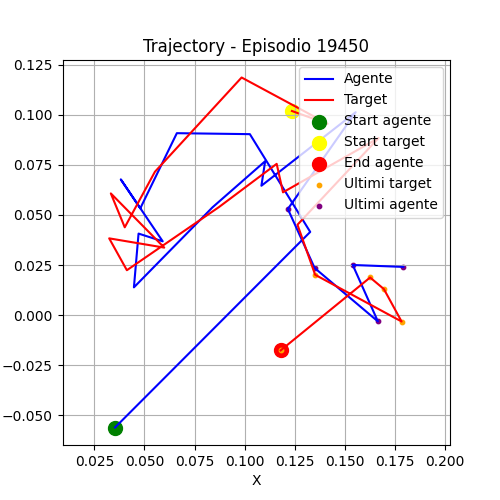 Trajectory - Episodio 19450
Agente
Target
Start agente
Start target
End agente
Ultimi target
Ultimi agente
0.125
0.100
0.075
0.050
0.025
0.000
−0.025
−0.050
0.025 0.050 0.075 0.100 0.125 0.150 0.175 0.200
X